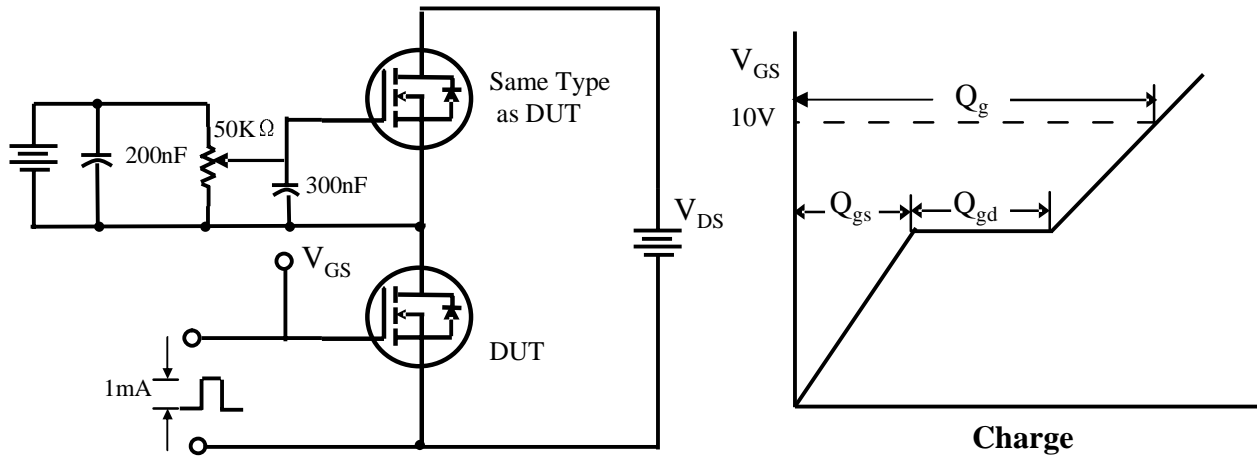 Same Type
as DUT
50KΩ
200nF
300nF
V_DS
V_GS
DUT
1mA
V_GS
10V
Q_g
Q_gs
Q_gd
Charge